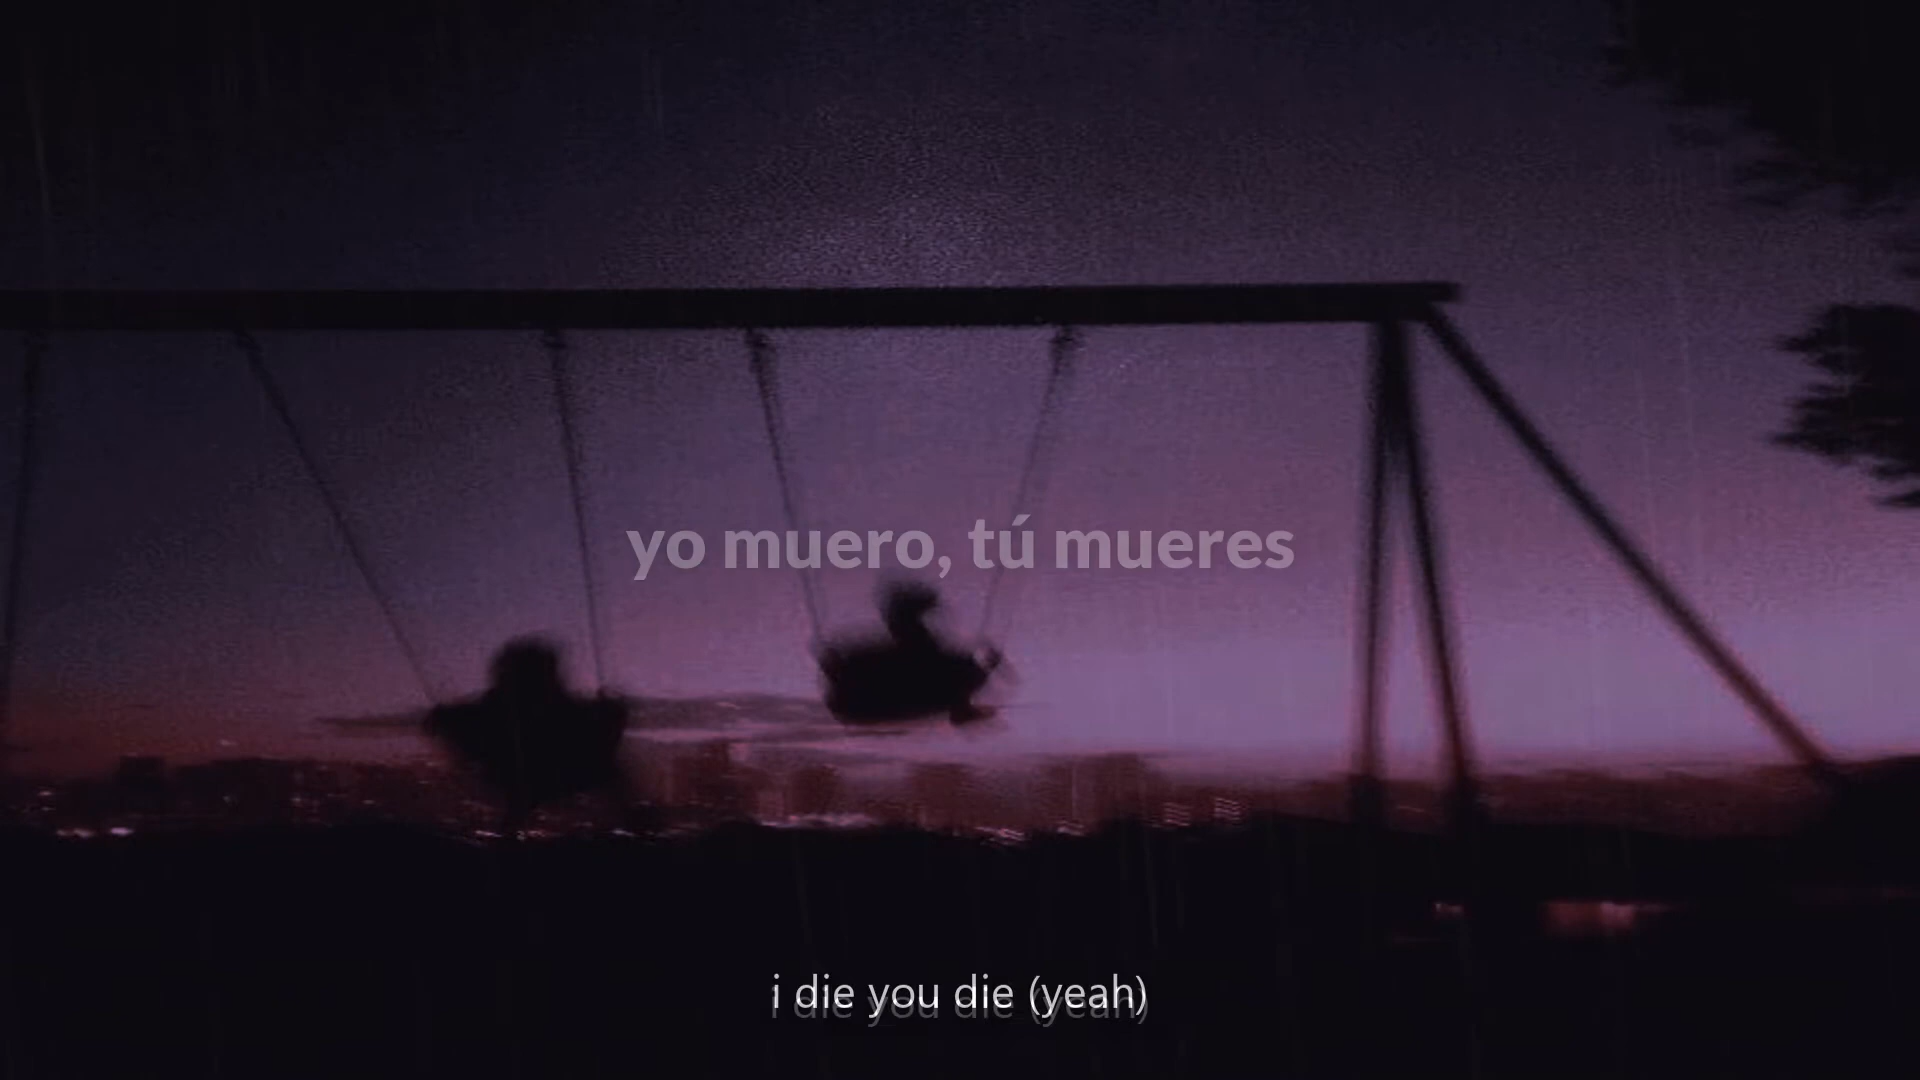 yo muero, tú mueres
i die you die (yeah)